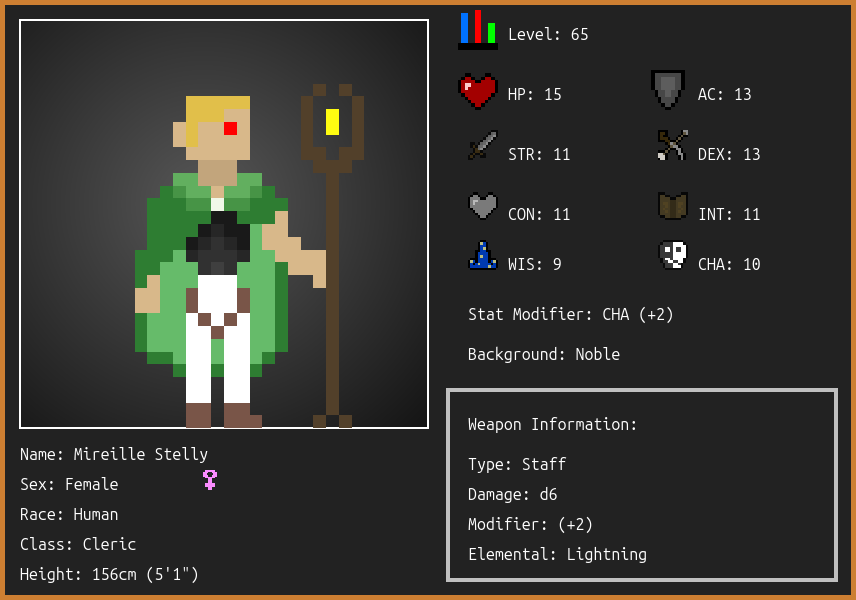 Level: 65
HP: 15
AC: 13
STR: 11
DEX: 13
CON: 11
INT: 11
WIS: 9
CHA: 10
Stat Modifier: CHA (+2)
Background: Noble
Weapon Information:
Type: Staff
Damage: d6
Modifier: (+2)
Elemental: Lightning
Name: Mireille Stelly
Sex: Female
Race: Human
Class: Cleric
Height: 156cm (5'1")